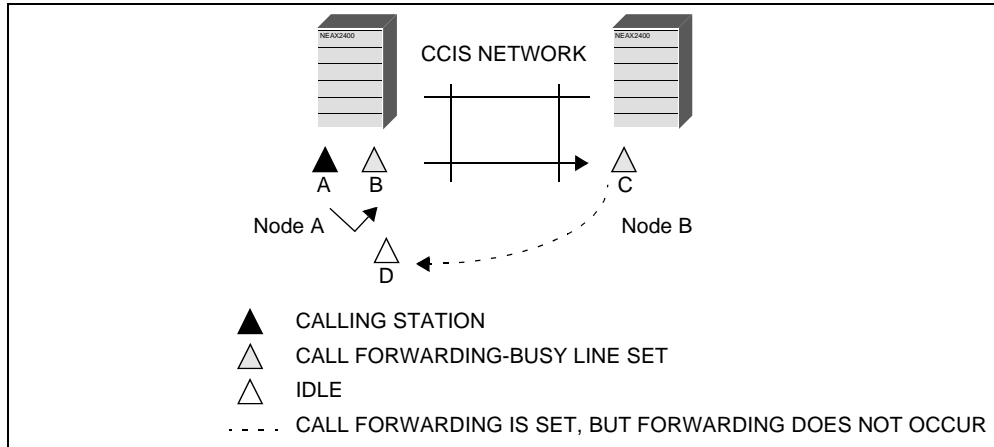 NEAX2400
NEAX2400
CCIS NETWORK
A
B
C
Node A
Node B
D
CALLING STATION
CALL FORWARDING-BUSY LINE SET
IDLE
CALL FORWARDING IS SET, BUT FORWARDING DOES NOT OCCUR